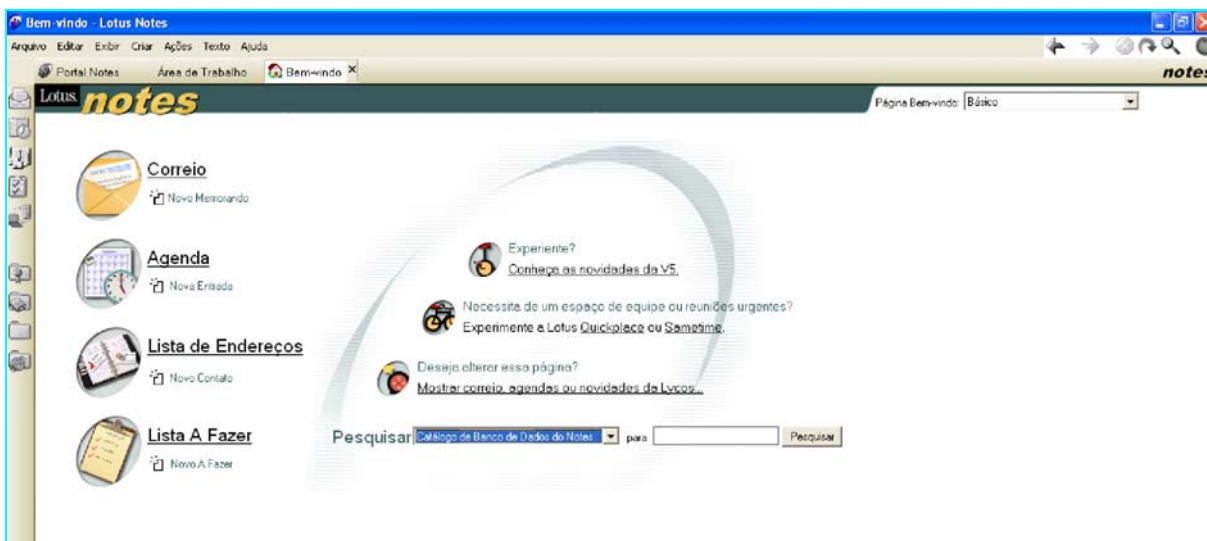 Bem-vindo - Lotus Notes
Arquivo Editar Exibir Criar Ações Texto Ajuda
Portal Notes Área de Trabalho Bem-vindo
notes
Lotus notes
Página Bem-vindo: Básico
Correio
Novo Memorando
Agenda
Nova Entrada
Lista de Endereços
Novo Contato
Lista A Fazer
Novo A Fazer
Experiente?
Conheça as novidades da V5.
Necessita de um espaço de equipe ou reuniões urgentes?
Experimente a Lotus Quickplace ou Sametime.
Deseja alterar essa página?
Mostrar correio, agendas ou novidades da Lycos...
Pesquisar Catálogo de Banco de Dados do Notes para Pesquisar